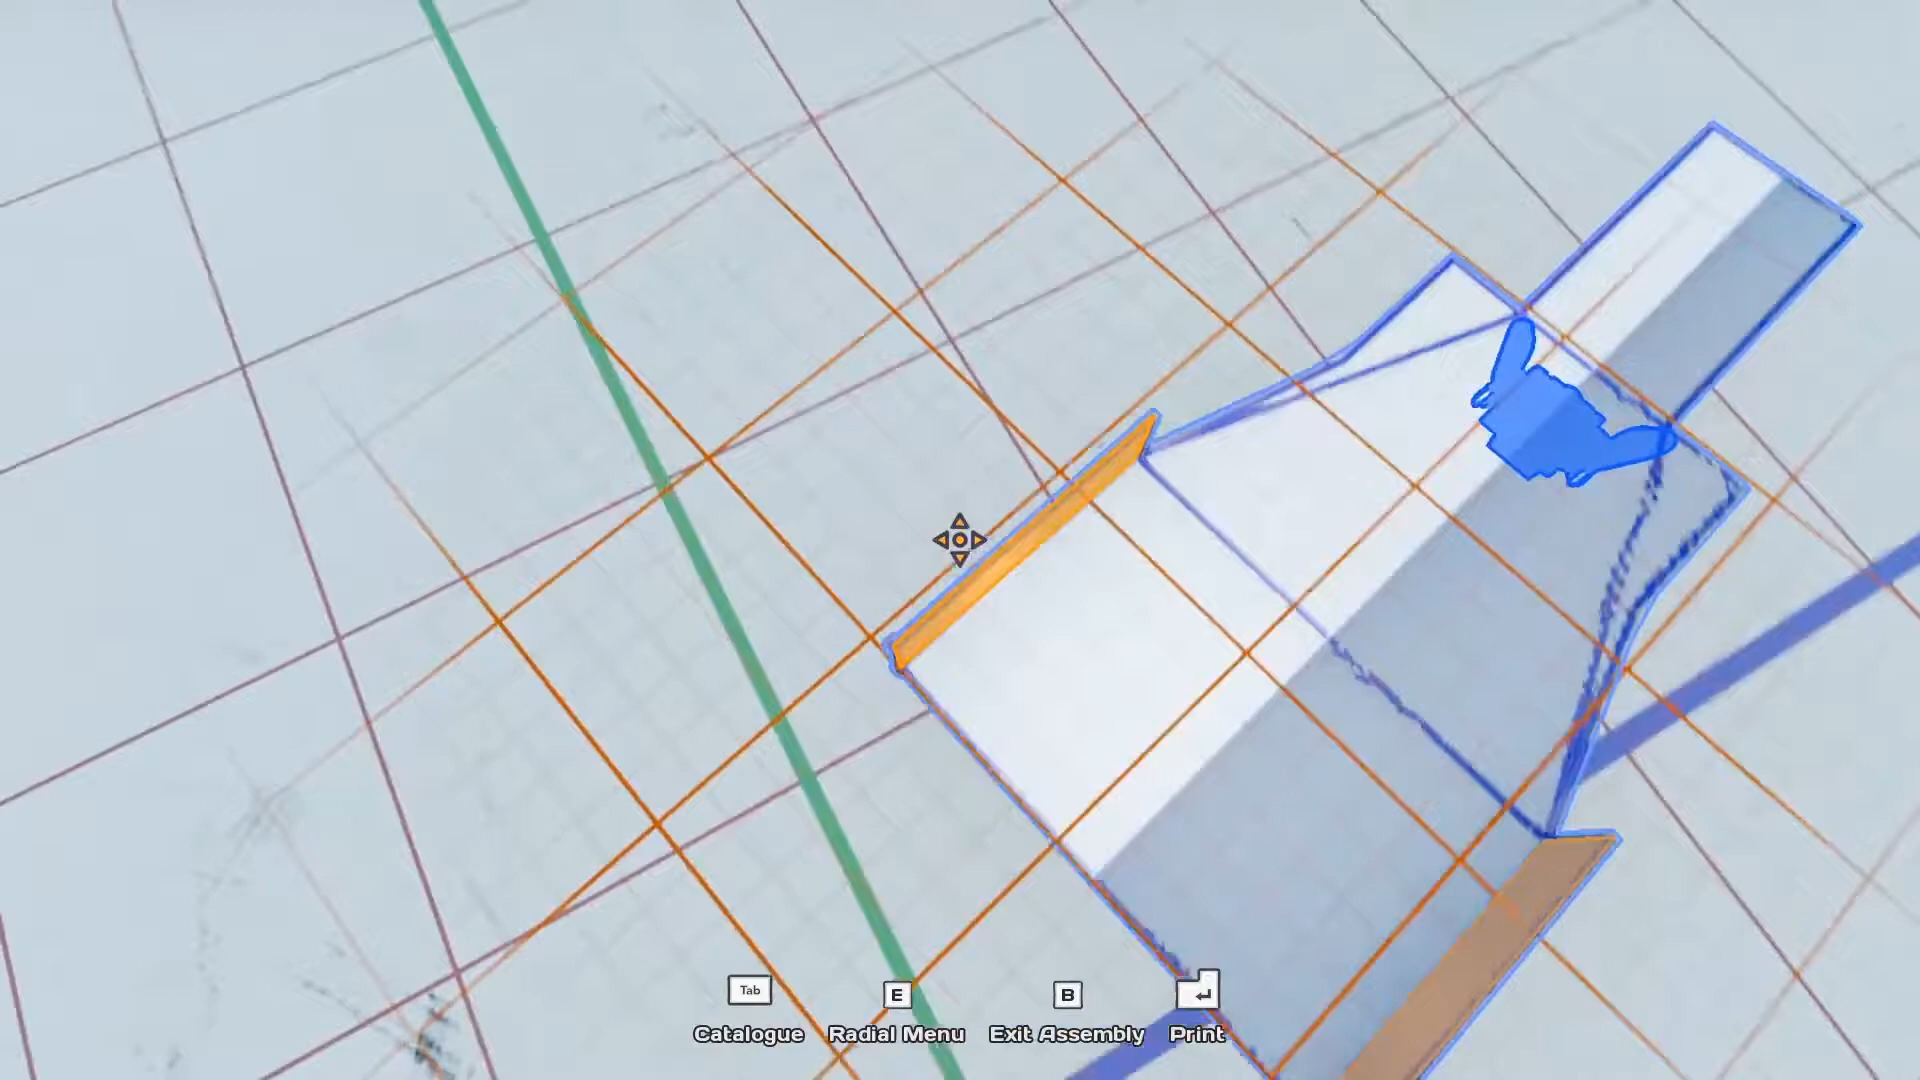 Tab
E
B
Catalogue
Radial Menu
Exit Assembly
Print